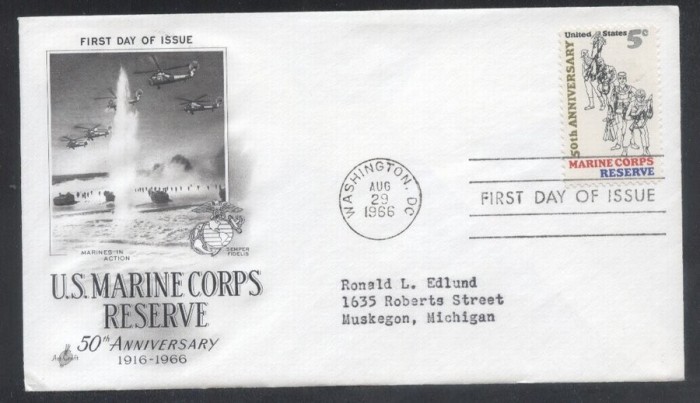 FIRST DAY OF ISSUE
MARINES IN
ACTION
SEMPER
FIDELIS
U.S. MARINE CORPS
RESERVE
50th ANNIVERSARY
1916-1966
ArtCraft
WASHINGTON, DC
AUG
29
1966
United States 5c
50th ANNIVERSARY
MARINE CORPS
RESERVE
FIRST DAY OF ISSUE
Ronald L. Edlund
1635 Roberts Street
Muskegon, Michigan